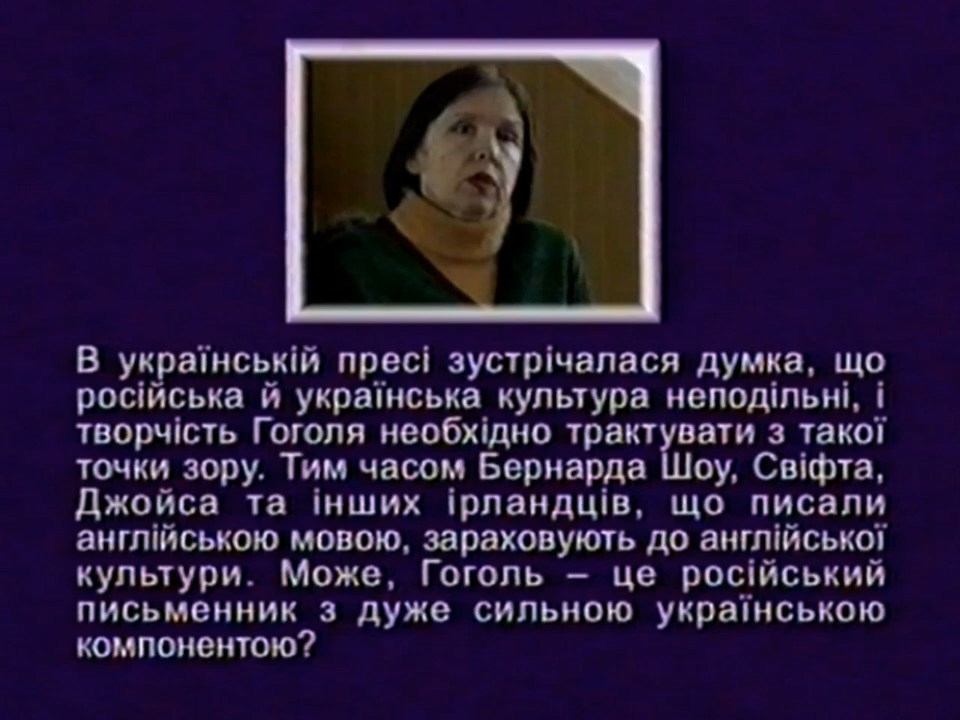 В українській пресі зустрічалася думка, що
російська й українська культура неподільні, і
творчість Гоголя необхідно трактувати з такої
точки зору. Тим часом Бернарда Шоу, Свіфта,
Джойса та інших ірландців, що писали
англійською мовою, зараховують до англійської
культури. Може, Гоголь – це російський
письменник з дуже сильною українською
компонентою?